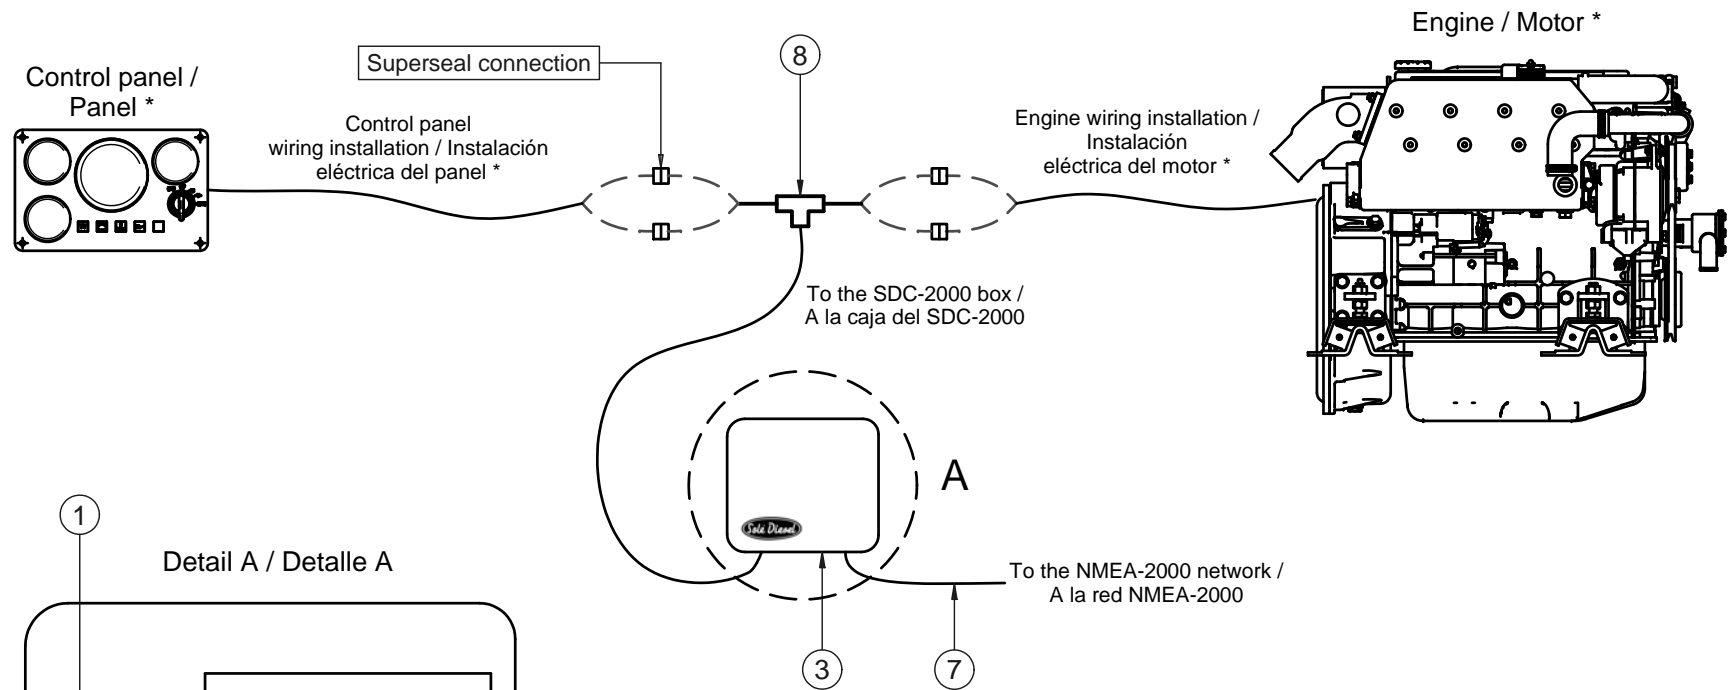 Engine / Motor *
Superseal connection
8
Control panel /
Panel *
Control panel
wiring installation / Instalación
eléctrica del panel *
Engine wiring installation /
Instalación
eléctrica del motor *
To the SDC-2000 box /
A la caja del SDC-2000
A
1
Solé Diesel
Detail A / Detalle A
To the NMEA-2000 network /
A la red NMEA-2000
3
7